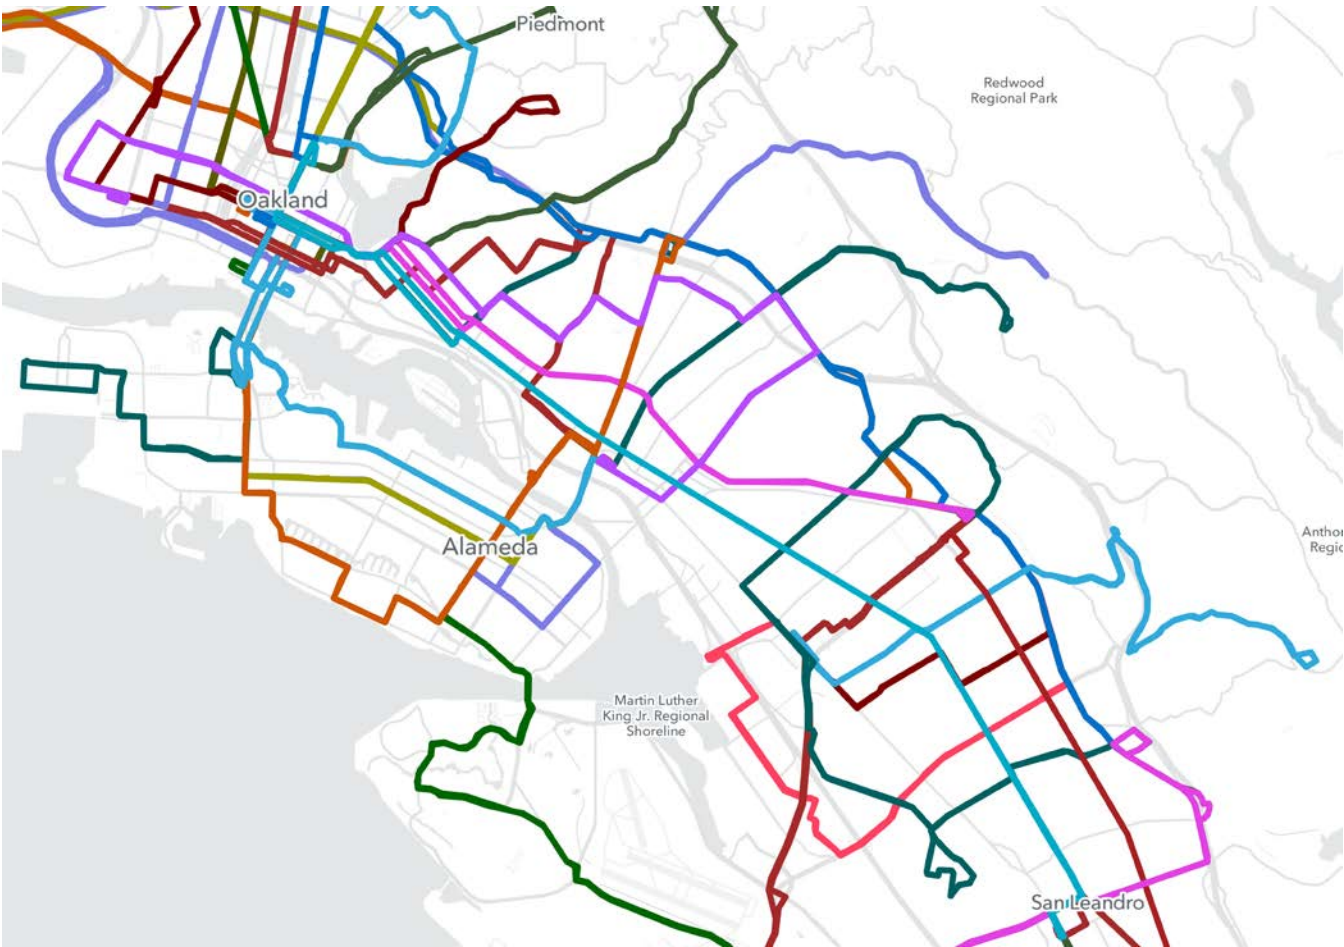 Piedmont
Redwood
Regional Park
Oakland
Alameda
Martin Luther
King Jr. Regional
Shoreline
San Leandro